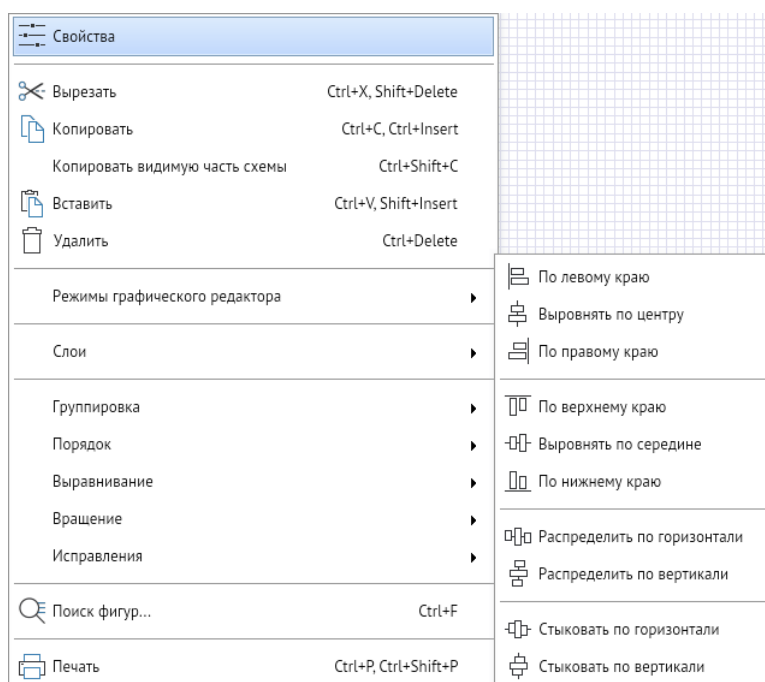 Свойства
Вырезать Ctrl+X, Shift+Delete
Копировать Ctrl+C, Ctrl+Insert
Копировать видимую часть схемы Ctrl+Shift+C
Вставить Ctrl+V, Shift+Insert
Удалить Ctrl+Delete
Режимы графического редактора
Слои
Группировка
Порядок
Выравнивание
Вращение
Исправления
Поиск фигур... Ctrl+F
Печать Ctrl+P, Ctrl+Shift+P
По левому краю
Выровнять по центру
По правому краю
По верхнему краю
Выровнять по середине
По нижнему краю
Распределить по горизонтали
Распределить по вертикали
Стыковать по горизонтали
Стыковать по вертикали